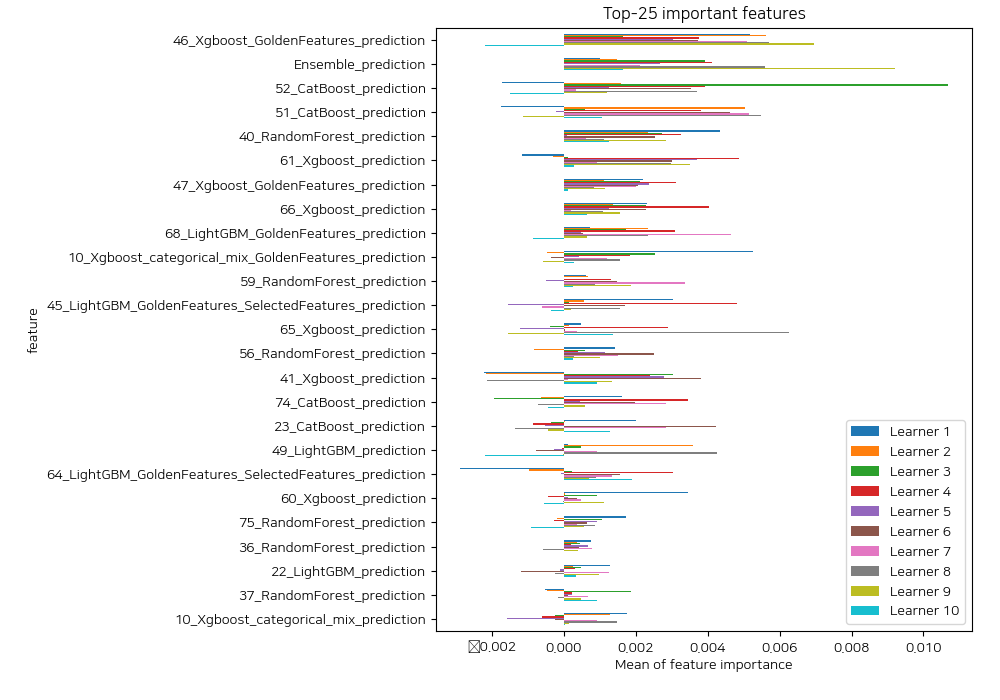 Top-25 important features
46_Xgboost_GoldenFeatures_prediction
Ensemble_prediction
52_CatBoost_prediction
51_CatBoost_prediction
40_RandomForest_prediction
61_Xgboost_prediction
47_Xgboost_GoldenFeatures_prediction
66_Xgboost_prediction
68_LightGBM_GoldenFeatures_prediction
10_Xgboost_categorical_mix_GoldenFeatures_prediction
59_RandomForest_prediction
45_LightGBM_GoldenFeatures_SelectedFeatures_prediction
65_Xgboost_prediction
56_RandomForest_prediction
41_Xgboost_prediction
74_CatBoost_prediction
23_CatBoost_prediction
49_LightGBM_prediction
64_LightGBM_GoldenFeatures_SelectedFeatures_prediction
60_Xgboost_prediction
75_RandomForest_prediction
36_RandomForest_prediction
22_LightGBM_prediction
37_RandomForest_prediction
10_Xgboost_categorical_mix_prediction
feature
Learner 1
Learner 2
Learner 3
Learner 4
Learner 5
Learner 6
Learner 7
Learner 8
Learner 9
Learner 10
0.002 0.000 0.002 0.004 0.006 0.008 0.010
Mean of feature importance